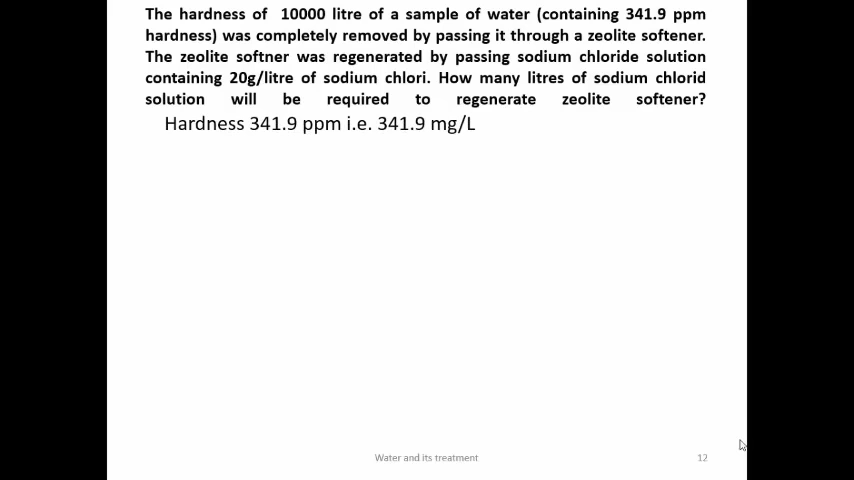 The hardness of 10000 litre of a sample of water (containing 341.9 ppm
hardness) was completely removed by passing it through a zeolite softener.
The zeolite softner was regenerated by passing sodium chloride solution
containing 20g/litre of sodium chlori. How many litres of sodium chlorid
solution will be required to regenerate zeolite softener?
Hardness 341.9 ppm i.e. 341.9 mg/L
Water and its treatment
12